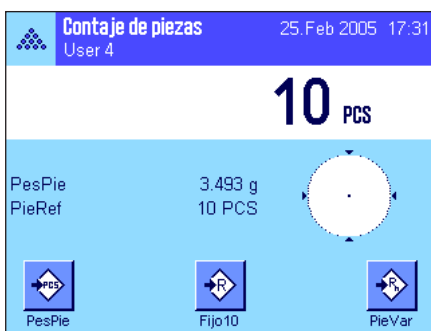 Contaje de piezas 25.Feb 2005 17:31
User 4
10 PCS
PesPie 3.493 g
PieRef 10 PCS
PCS R Rn
PesPie Fijo10 PieVar